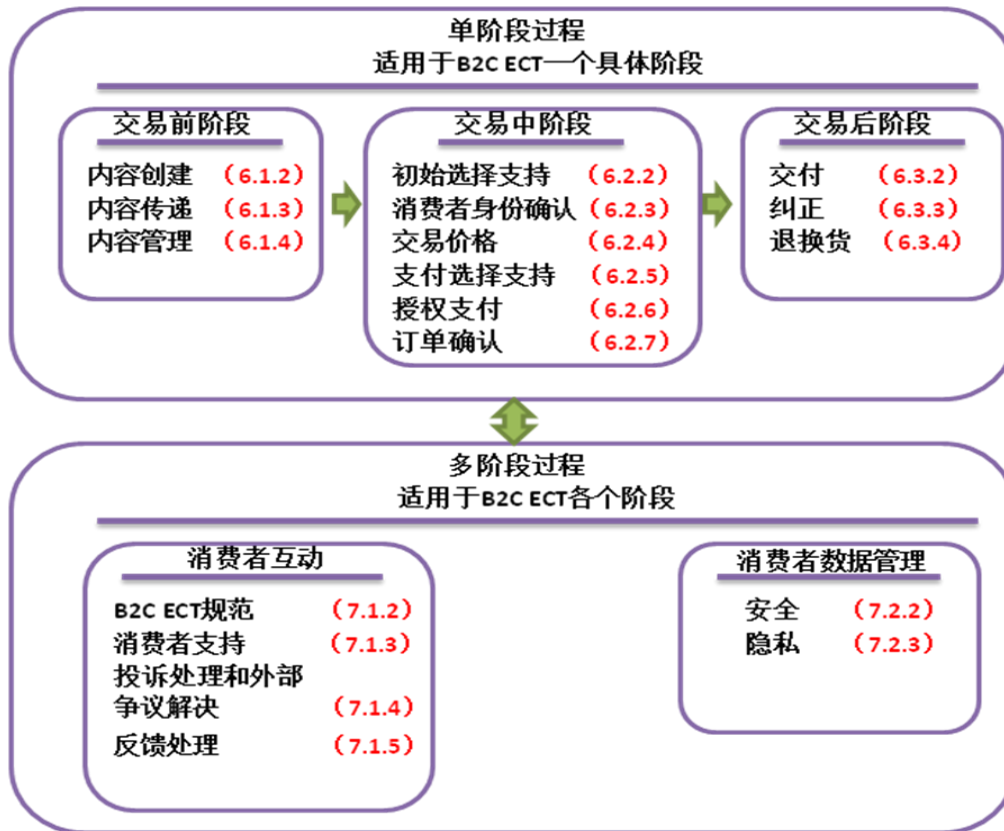 单阶段过程
适用于B2C ECT一个具体阶段
交易前阶段
内容创建 （6.1.2）
内容传递 （6.1.3）
内容管理 （6.1.4）
交易中阶段
初始选择支持 （6.2.2）
消费者身份确认（6.2.3）
交易价格 （6.2.4）
支付选择支持 （6.2.5）
授权支付 （6.2.6）
订单确认 （6.2.7）
交易后阶段
交付 （6.3.2）
纠正 （6.3.3）
退换货 （6.3.4）
多阶段过程
适用于B2C ECT各个阶段
消费者互动
B2C ECT规范 （7.1.2）
消费者支持 （7.1.3）
投诉处理和外部
争议解决 （7.1.4）
反馈处理 （7.1.5）
消费者数据管理
安全 （7.2.2）
隐私 （7.2.3）